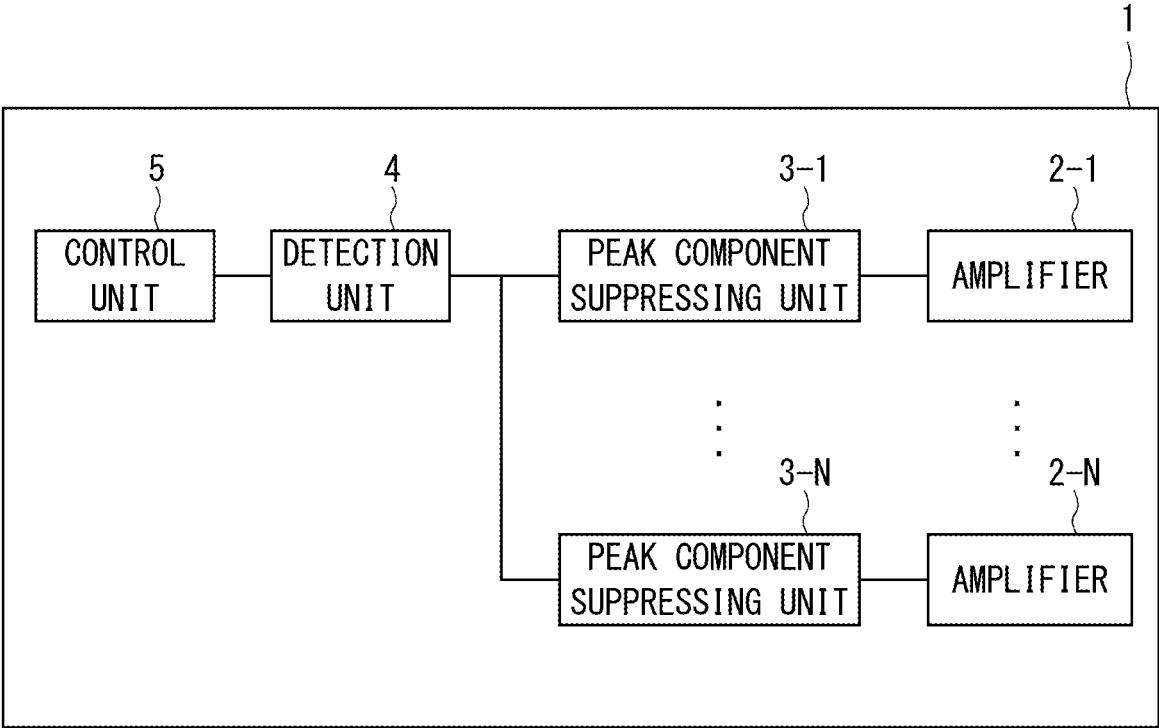 1
5
4
3-1
2-1
CONTROL
UNIT
DETECTION
UNIT
PEAK COMPONENT
SUPPRESSING UNIT
AMPLIFIER
3-N
2-N
PEAK COMPONENT
SUPPRESSING UNIT
AMPLIFIER